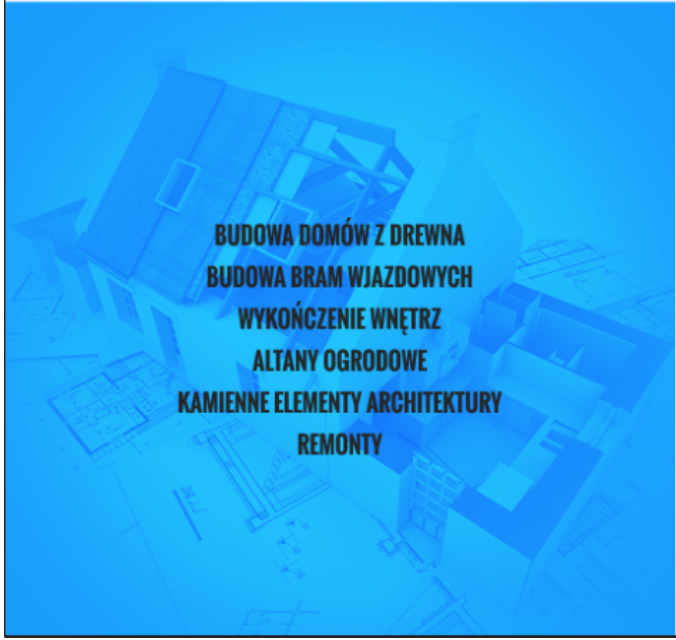 BUDOWA DOMÓW Z DREWNA
BUDOWA BRAM WJAZDOWYCH
WYKOŃCZENIE WNĘTRZ
ALTANY OGRODOWE
KAMIENNE ELEMENTY ARCHITEKTURY
REMONTY